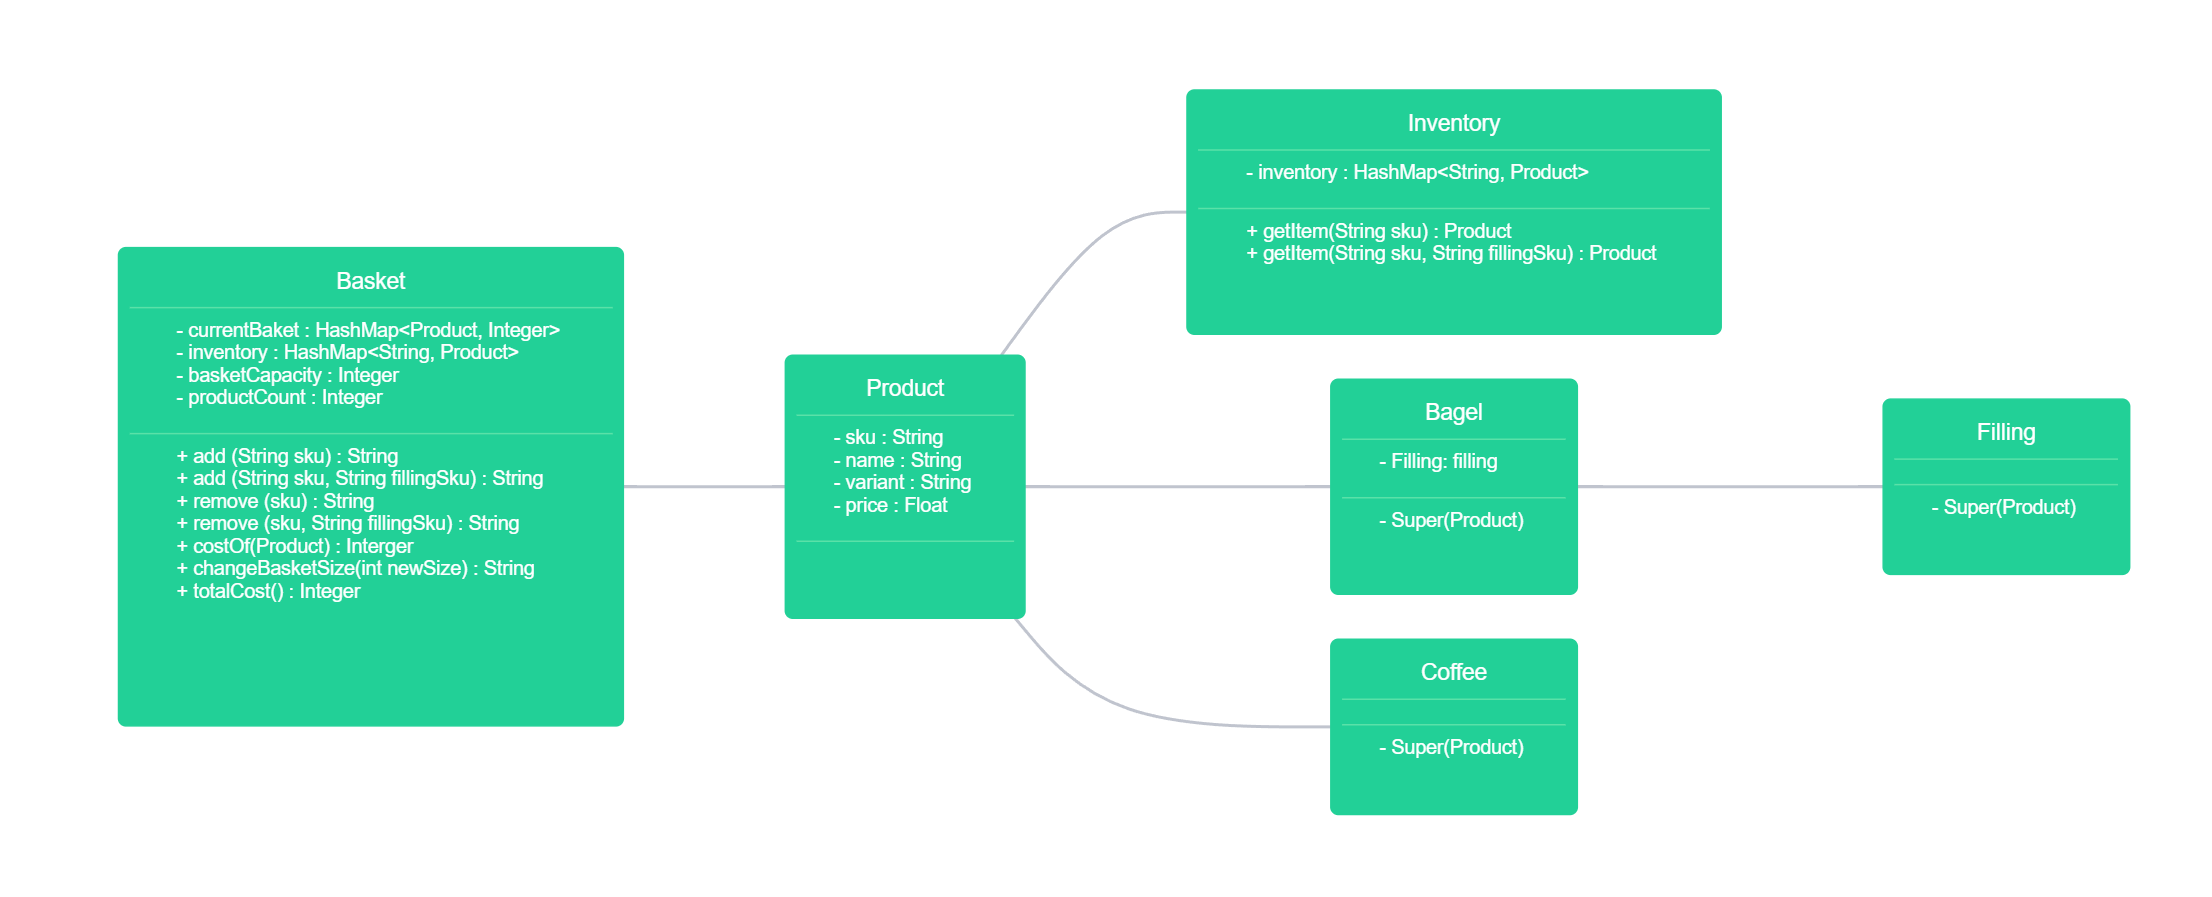 Basket
- currentBaket : HashMap<Product, Integer>
- inventory : HashMap<String, Product>
- basketCapacity : Integer
- productCount : Integer
+ add (String sku) : String
+ add (String sku, String fillingSku) : String
+ remove (sku) : String
+ remove (sku, String fillingSku) : String
+ costOf(Product) : Interger
+ changeBasketSize(int newSize) : String
+ totalCost() : Integer
Product
- sku : String
- name : String
- variant : String
- price : Float
Inventory
- inventory : HashMap<String, Product>
+ getItem(String sku) : Product
+ getItem(String sku, String fillingSku) : Product
Bagel
- Filling: filling
- Super(Product)
Filling
- Super(Product)
Coffee
- Super(Product)